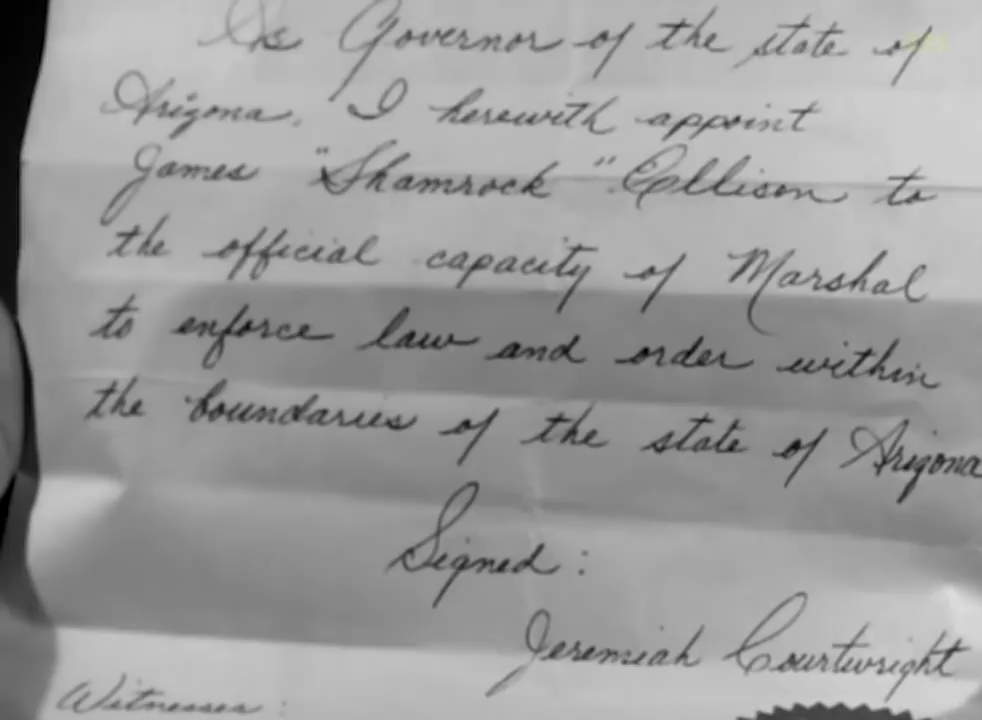 As Governor of the state of
Arizona, I herewith appoint
James "Shamrock" Ellison to
the official capacity of Marshal
to enforce law and order within
the boundaries of the state of Arizona
Signed :
Jeremiah Courtwright
Witnesses :